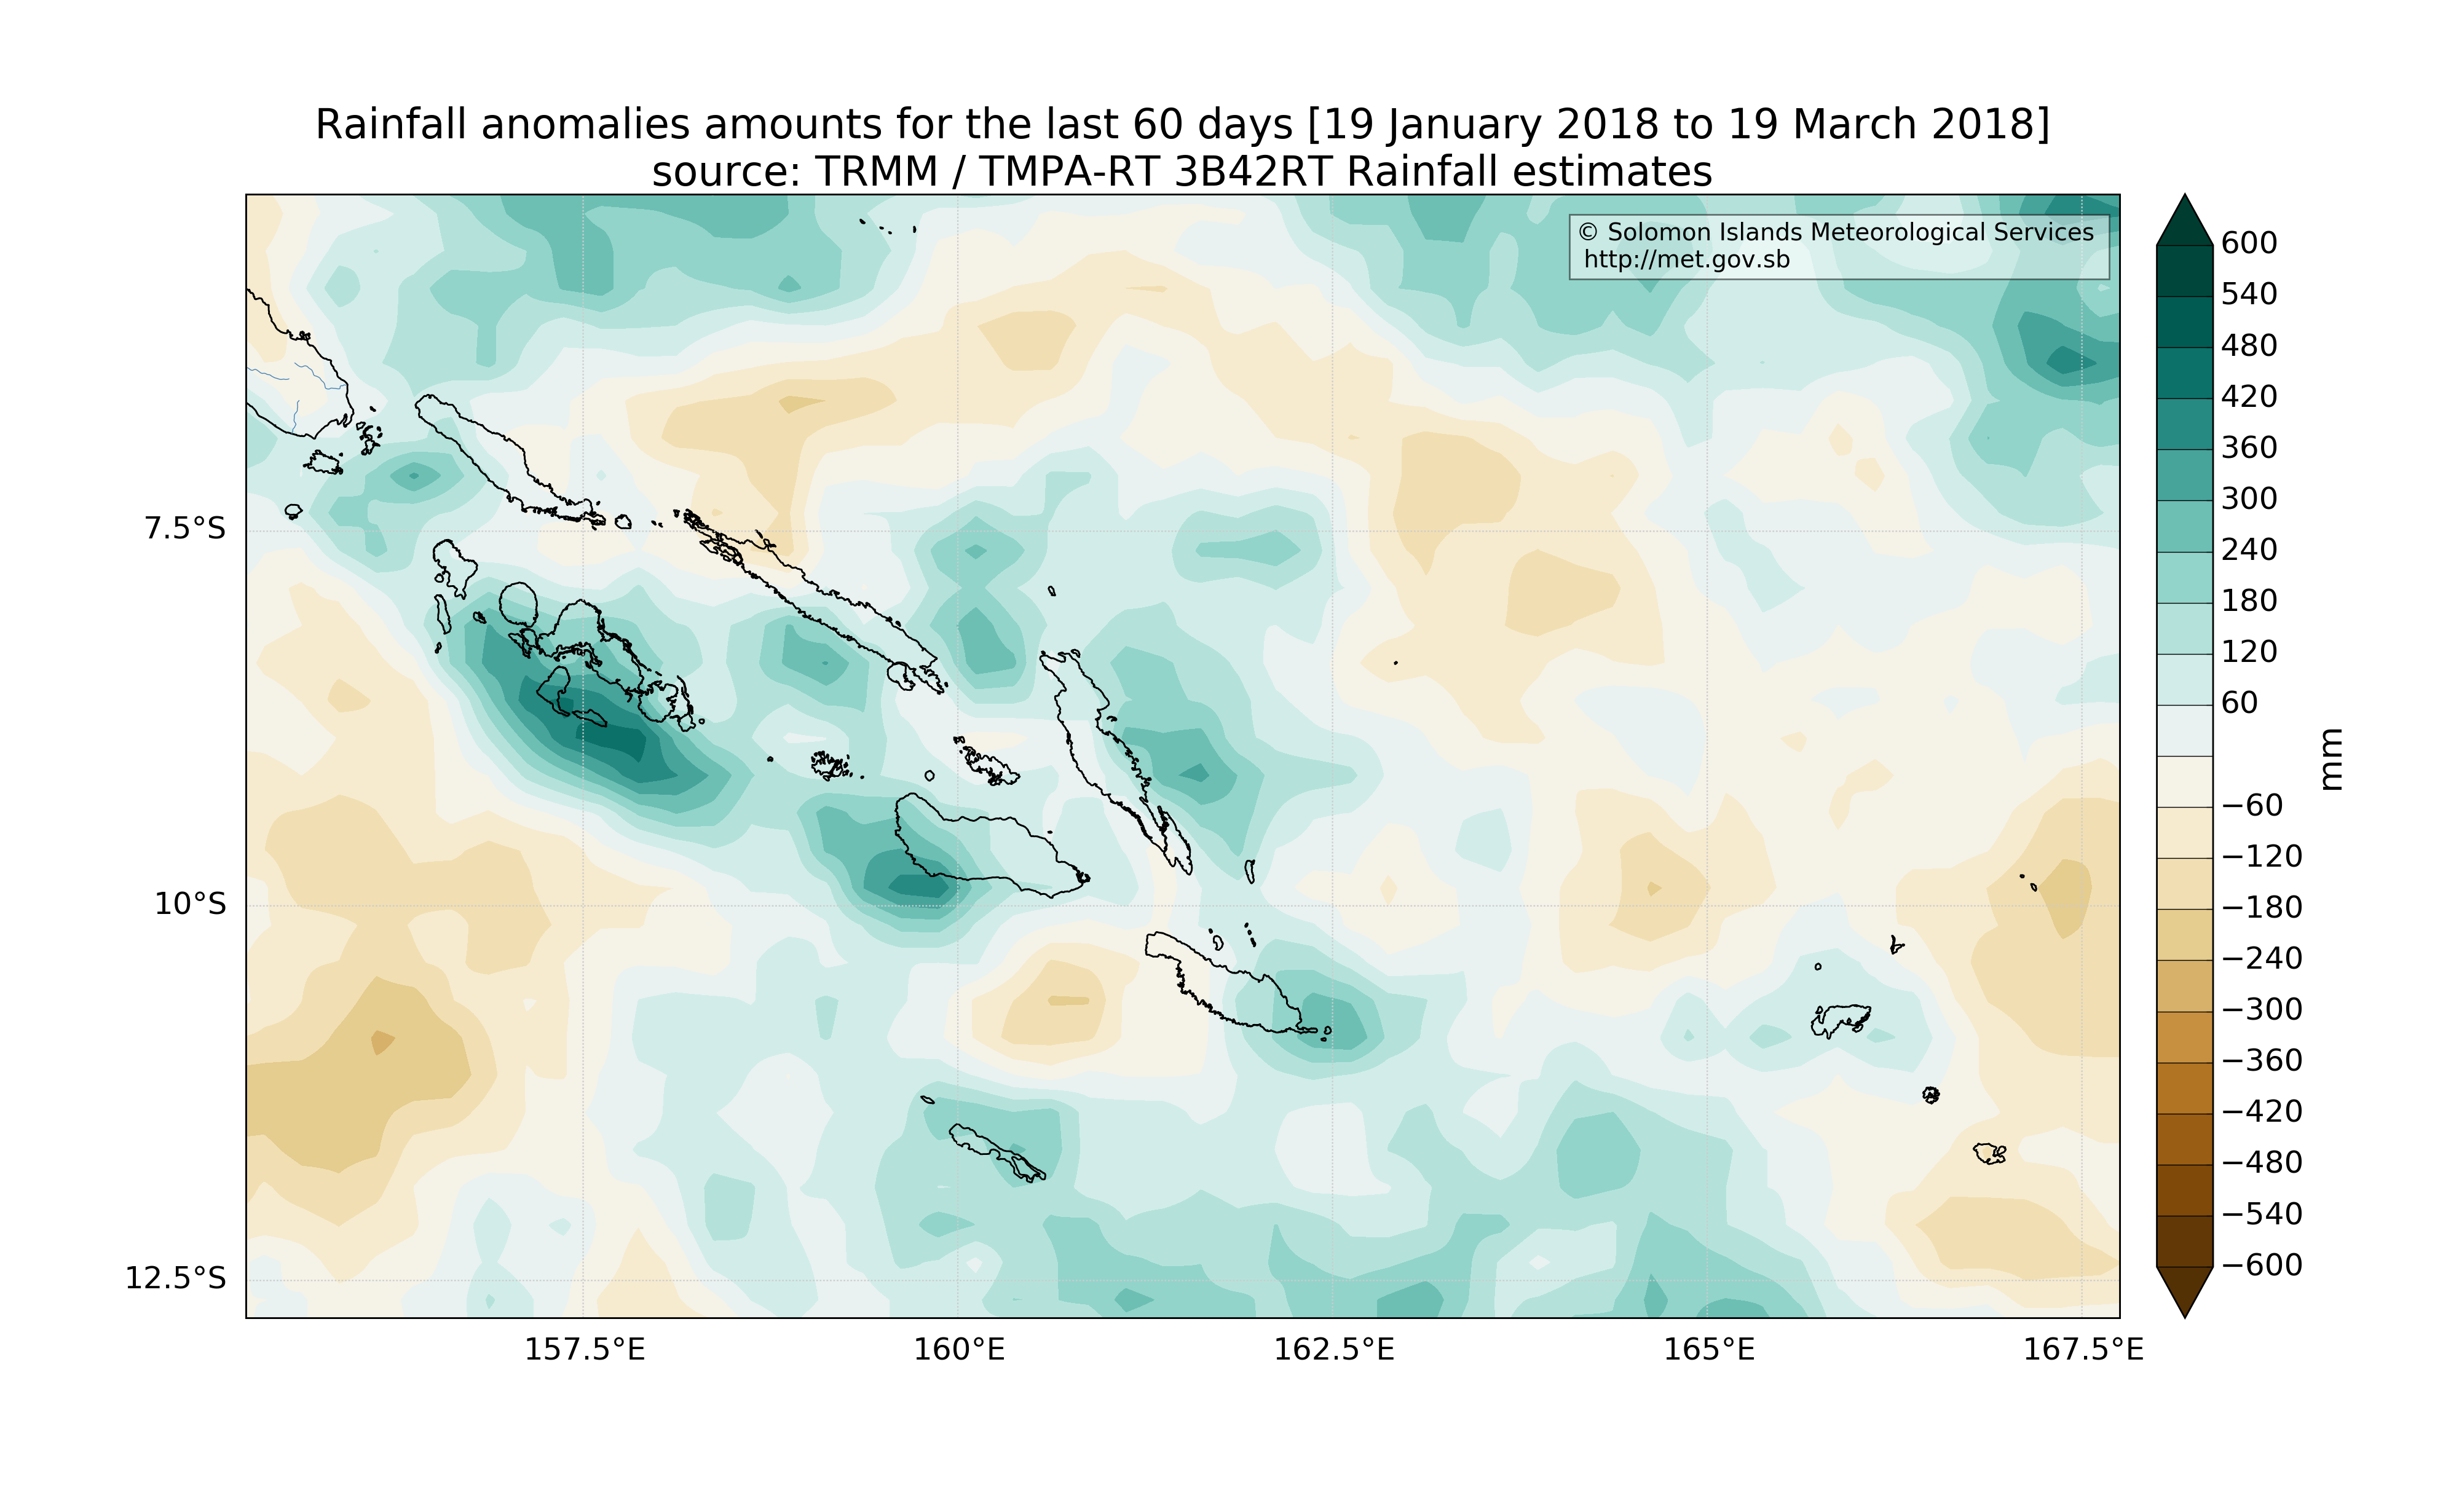 Rainfall anomalies amounts for the last 60 days [19 January 2018 to 19 March 2018]
source: TRMM / TMPA-RT 3B42RT Rainfall estimates
© Solomon Islands Meteorological Services
http://met.gov.sb
7.5°S
10°S
12.5°S
157.5°E
160°E
162.5°E
165°E
167.5°E
600
540
480
420
360
300
240
180
120
60
−60
−120
−180
−240
−300
−360
−420
−480
−540
−600
mm